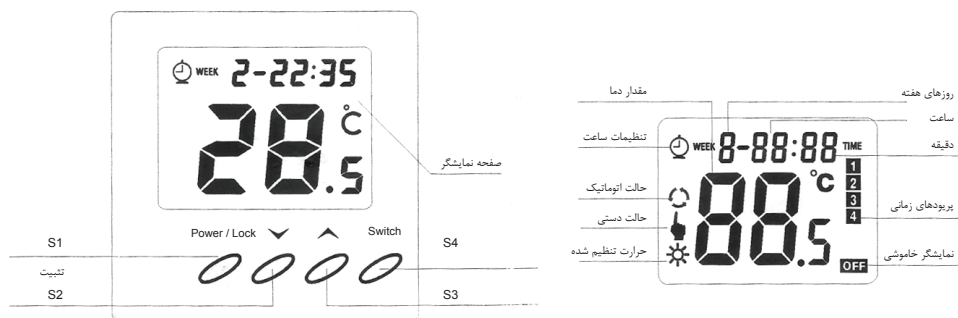 WEEK 2-22:35
28.5 °C
صفحه نمایشگر
Power / Lock
Switch
S1
تثبیت
S2
S4
S3
مقدار دما
روزهای هفته
ساعت
تنظیمات ساعت
WEEK 8-88:88 TIME
دقیقه
1
2
3
4
88.5 °C
حالت اتوماتیک
حالت دستی
پریودهای زمانی
حرارت تنظیم شده
OFF
نمایشگر خاموشی